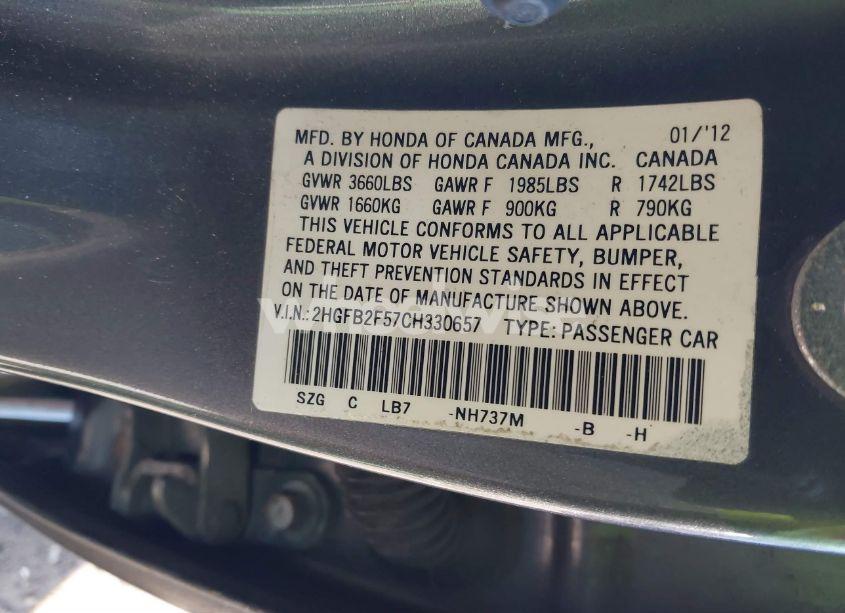 MFD. BY HONDA OF CANADA MFG., 01/'12
A DIVISION OF HONDA CANADA INC. CANADA
GVWR 3660LBS GAWR F 1985LBS R 1742LBS
GVWR 1660KG GAWR F 900KG R 790KG
THIS VEHICLE CONFORMS TO ALL APPLICABLE
FEDERAL MOTOR VEHICLE SAFETY, BUMPER,
AND THEFT PREVENTION STANDARDS IN EFFECT
ON THE DATE OF MANUFACTURE SHOWN ABOVE.
V.I.N.: 2HGFB2F57CH330657 TYPE: PASSENGER CAR
SZG C LB7 -NH737M -B -H